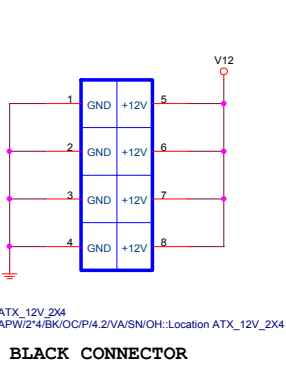 V12
1 GND +12V 5
2 GND +12V 6
3 GND +12V 7
4 GND +12V 8
ATX_12V_2X4
APW/2*4/BK/OC/P/4.2/VA/SN/OH::Location ATX_12V_2X4
BLACK CONNECTOR